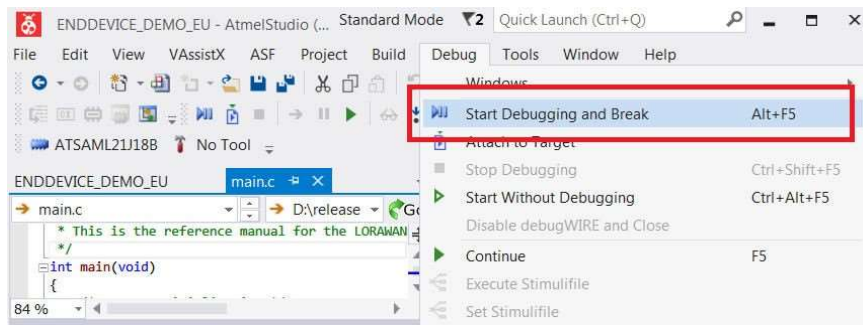 ENDDEVICE_DEMO_EU - AtmelStudio (... Standard Mode 2 Quick Launch (Ctrl+Q)
File Edit View VAssistX ASF Project Build Debug Tools Window Help
Windows
Start Debugging and Break Alt+F5
ATSAML21J18B No Tool
Attach to Target
Stop Debugging Ctrl+Shift+F5
ENDDEVICE_DEMO_EU main.c
Start Without Debugging Ctrl+Alt+F5
main.c D:\release Go
Disable debugWIRE and Close
* This is the reference manual for the LORAWAN
*/
Continue F5
int main(void)
{
Execute Stimulifile
84 %
Set Stimulifile